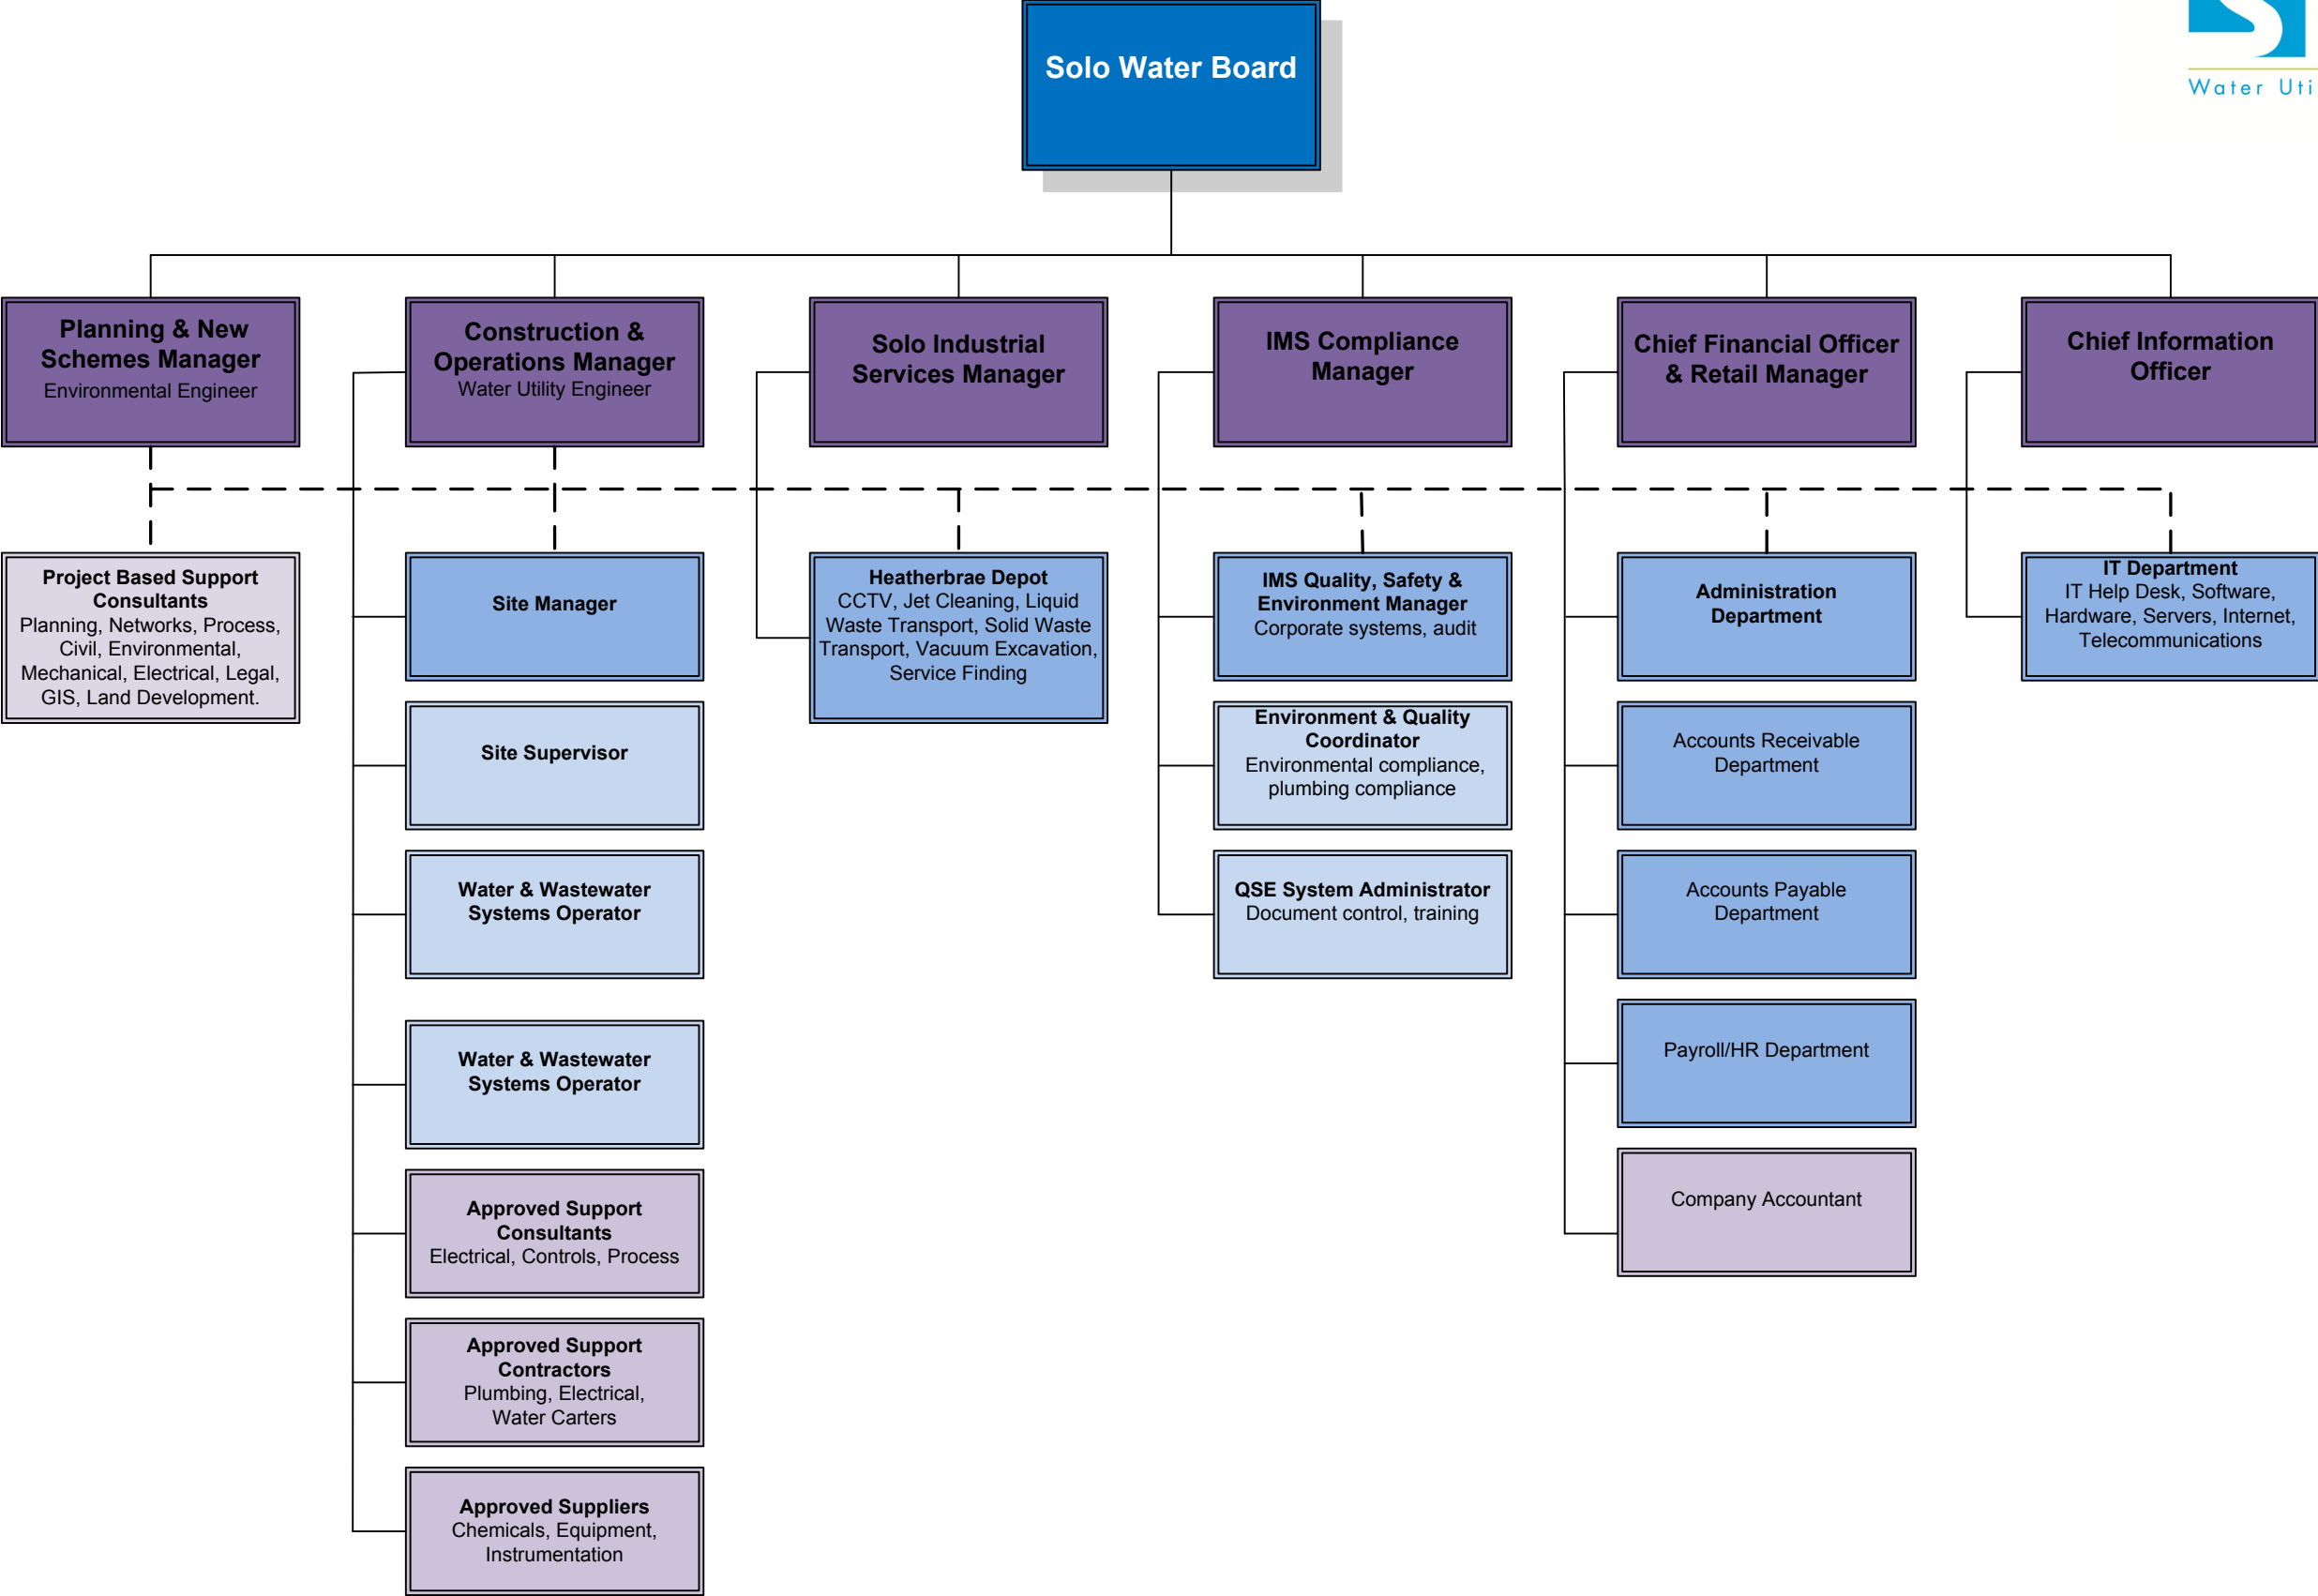 Solo Water Board
Water Uti
Planning & New
Schemes Manager
Environmental Engineer
Construction &
Operations Manager
Water Utility Engineer
Solo Industrial
Services Manager
IMS Compliance
Manager
Chief Financial Officer
& Retail Manager
Chief Information
Officer
Project Based Support
Consultants
Planning, Networks, Process,
Civil, Environmental,
Mechanical, Electrical, Legal,
GIS, Land Development.
Site Manager
Site Supervisor
Water & Wastewater
Systems Operator
Water & Wastewater
Systems Operator
Approved Support
Consultants
Electrical, Controls, Process
Approved Support
Contractors
Plumbing, Electrical,
Water Carters
Approved Suppliers
Chemicals, Equipment,
Instrumentation
Heatherbrae Depot
CCTV, Jet Cleaning, Liquid
Waste Transport, Solid Waste
Transport, Vacuum Excavation,
Service Finding
IMS Quality, Safety &
Environment Manager
Corporate systems, audit
Environment & Quality
Coordinator
Environmental compliance,
plumbing compliance
QSE System Administrator
Document control, training
Administration
Department
Accounts Receivable
Department
Accounts Payable
Department
Payroll/HR Department
Company Accountant
IT Department
IT Help Desk, Software,
Hardware, Servers, Internet,
Telecommunications